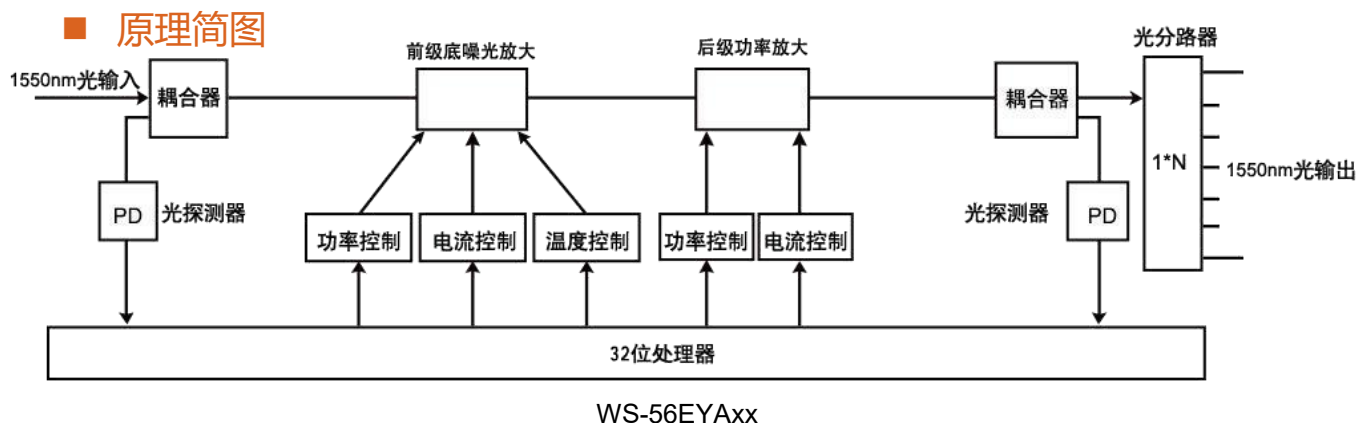 ■ 原理简图
1550nm光输入
耦合器
前级底噪光放大
后级功率放大
耦合器
光分路器
1*N
1550nm光输出
PD
光探测器
光探测器
PD
功率控制
电流控制
温度控制
功率控制
电流控制
32位处理器
WS-56EYAxx